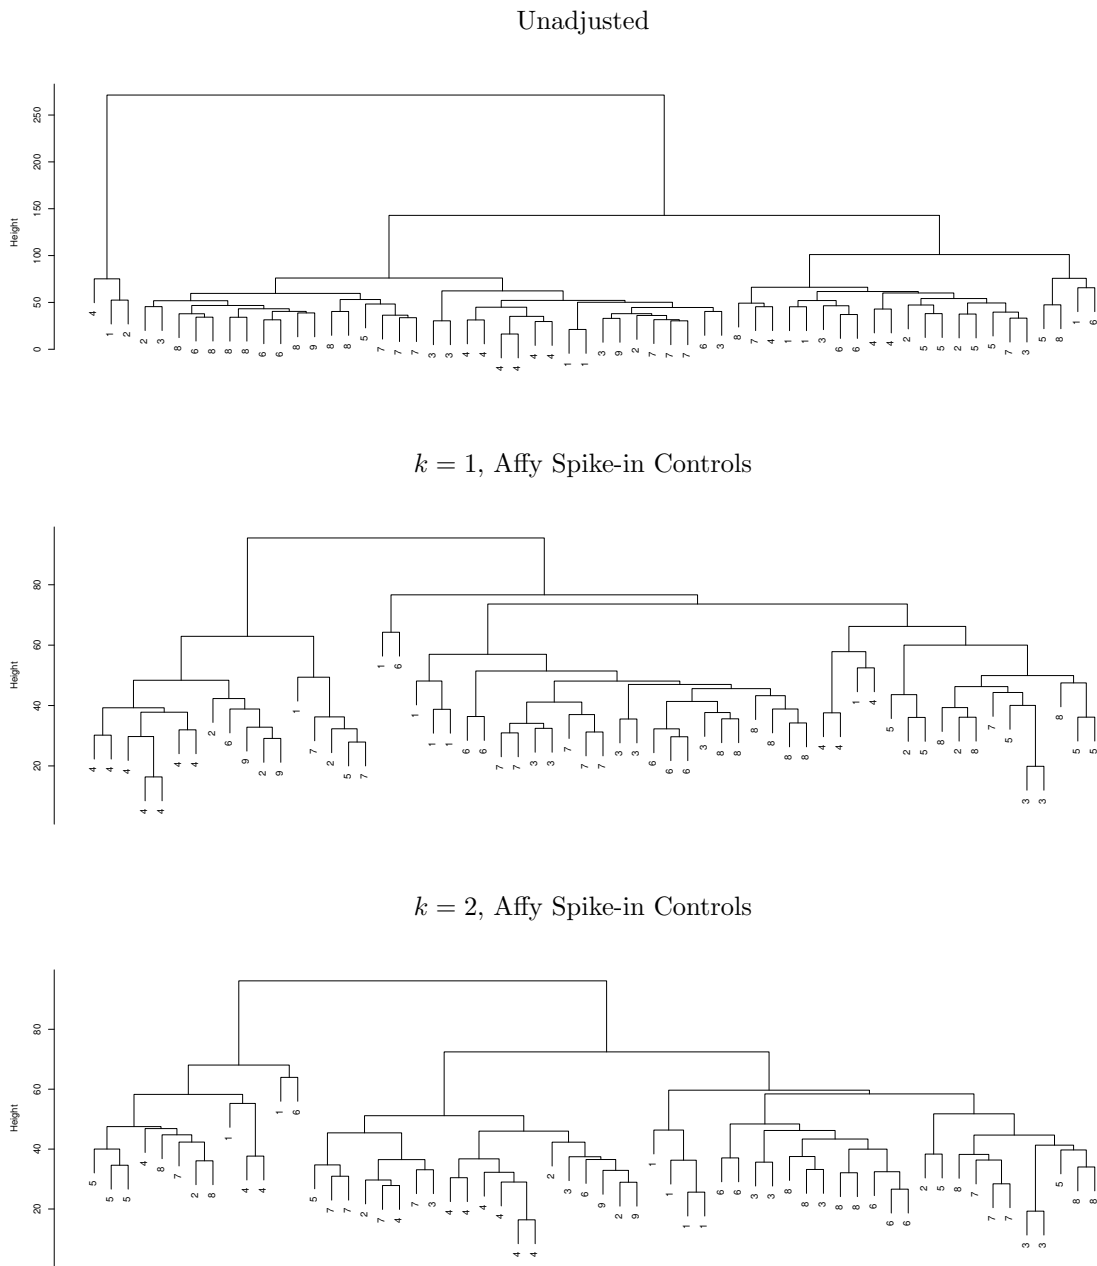 Unadjusted
Height
0 50 100 150 200 250
4 1 2 2 3 8 6 8 8 8 6 6 8 9 8 8 5 7 7 7 3 3 4 4 4 4 4 4 1 1 3 9 2 7 7 7 6 3 8 7 4 1 1 3 6 6 4 4 2 5 5 2 5 5 7 3 5 8 1 6
k = 1, Affy Spike-in Controls
Height
20 40 60 80
4 4 4 4 4 4 4 2 6 9 2 9 1 7 2 5 7 1 6 1 1 1 6 6 7 7 3 3 7 7 7 3 3 6 6 6 3 8 8 8 8 8 8 4 4 1 4 5 2 5 8 2 8 7 5 3 3 8 5 5
k = 2, Affy Spike-in Controls
Height
20 40 60 80
5 5 5 4 8 7 2 8 1 4 4 1 6 5 7 7 2 7 4 7 3 4 4 4 4 4 4 2 3 6 9 2 9 1 1 1 1 6 6 3 3 8 8 3 8 8 6 6 6 2 5 8 7 7 7 3 3 5 8 8